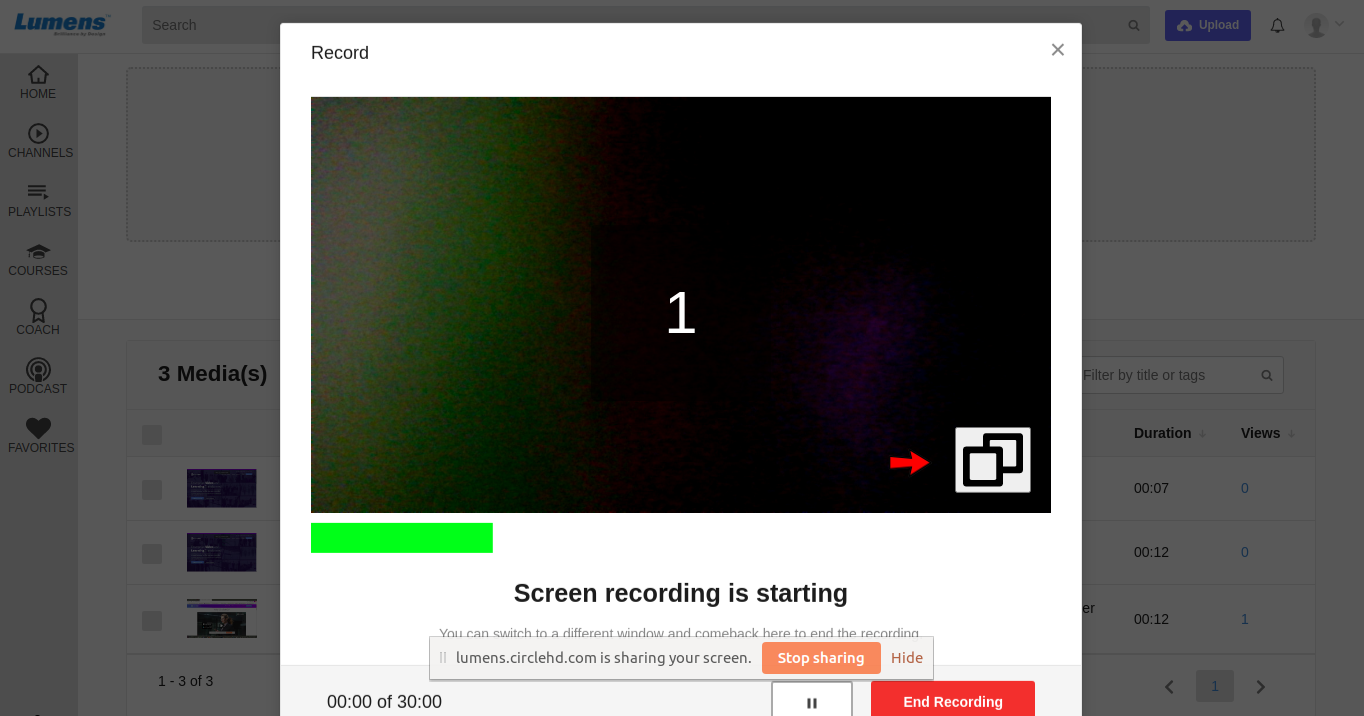 Lumens
Search
Upload
Record
HOME
CHANNELS
PLAYLISTS
COURSES
COACH
PODCAST
FAVORITES
1
3 Media(s)
Filter by title or tags
Duration
Views
00:07
0
00:12
0
er
00:12
1
Screen recording is starting
You can switch to a different window and comeback here to end the recording
lumens.circlehd.com is sharing your screen.
Stop sharing
Hide
1 - 3 of 3
1
00:00 of 30:00
End Recording